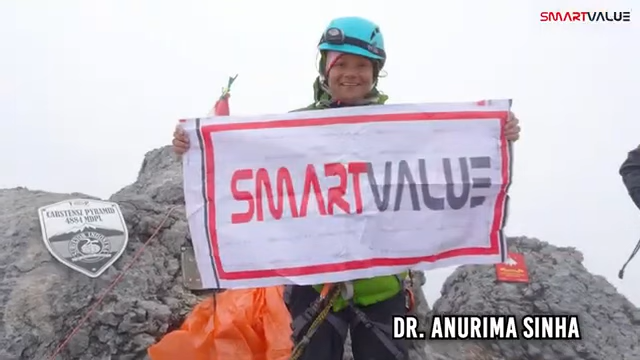 SMARTVALUE
SMARTVALUE
CARSTENSZ PYRAMID
4884 MDPL
DR. ANURIMA SINHA